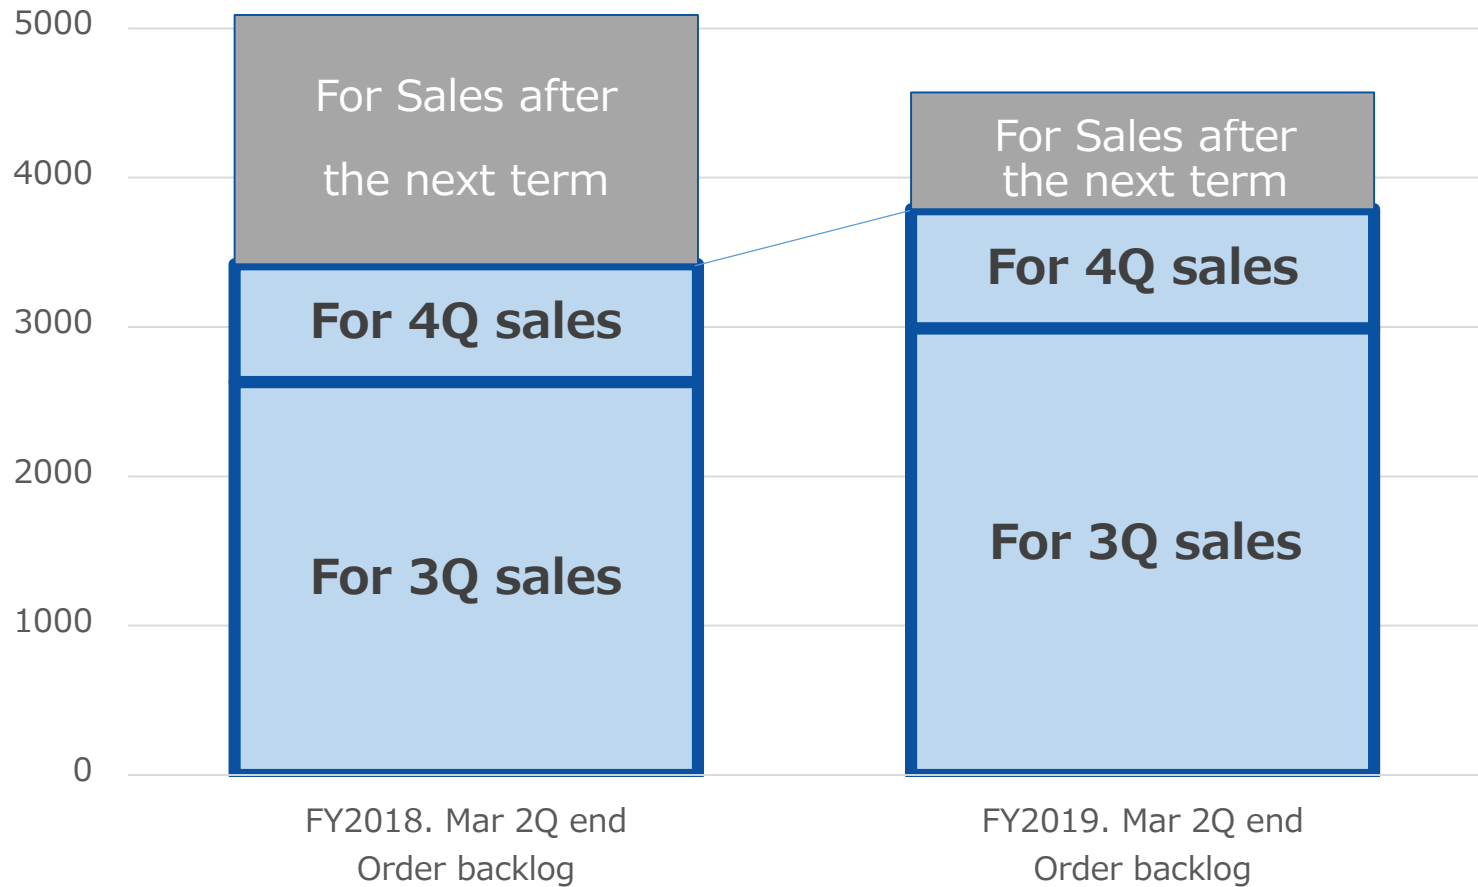 5000
4000
3000
2000
1000
0
For Sales after
the next term
For 4Q sales
For 3Q sales
For Sales after
the next term
For 4Q sales
For 3Q sales
FY2018. Mar 2Q end
Order backlog
FY2019. Mar 2Q end
Order backlog